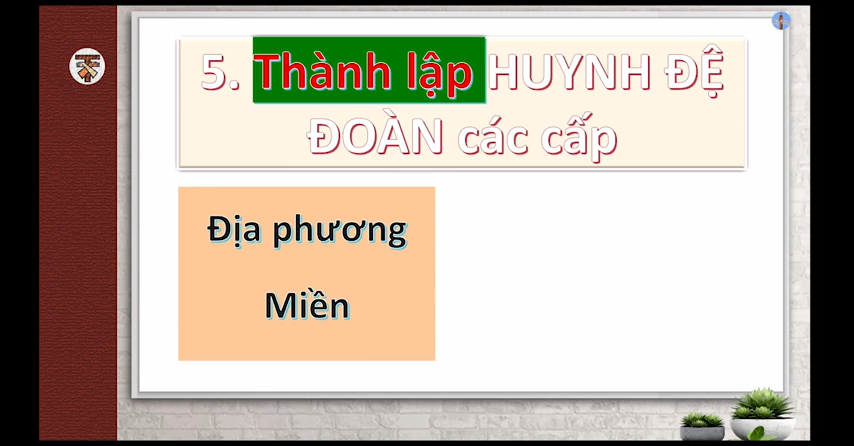 5. Thành lập HUYNH ĐỆ
ĐOÀN các cấp
Địa phương
Miền